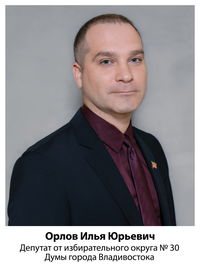 Орлов Илья Юрьевич
Депутат от избирательного округа № 30
Думы города Владивостока